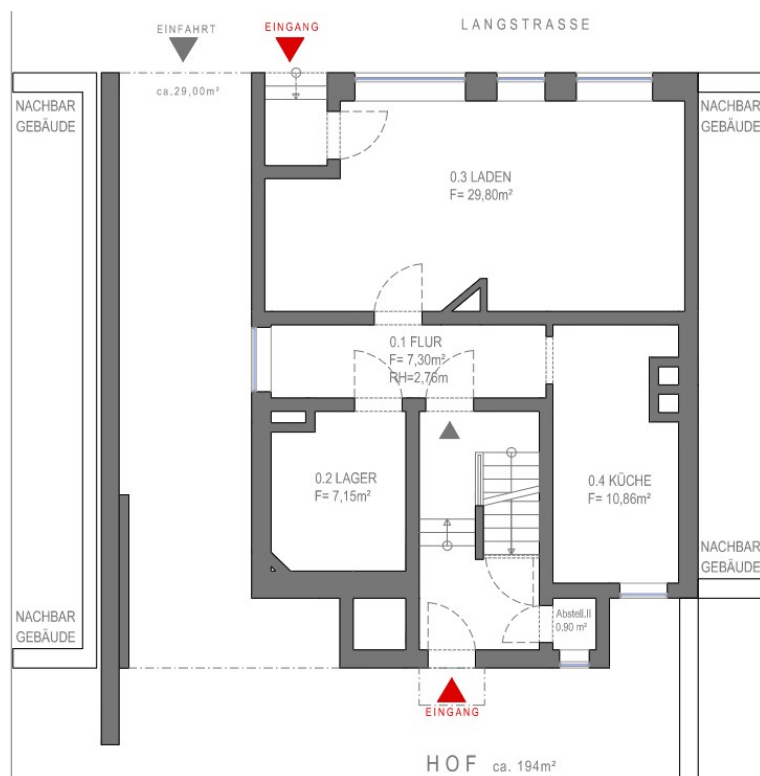 EINFAHRT
EINGANG
LANGSTRASSE
ca.29,00m²
NACHBAR
GEBÄUDE
NACHBAR
GEBÄUDE
0.3 LADEN
F= 29,80m²
0.1 FLUR
F= 7,30m²
RH=2,76m
0.2 LAGER
F= 7,15m²
0.4 KÜCHE
F= 10,86m²
NACHBAR
GEBÄUDE
NACHBAR
GEBÄUDE
Abstell.II
0,90 m²
EINGANG
HOF ca. 194m²